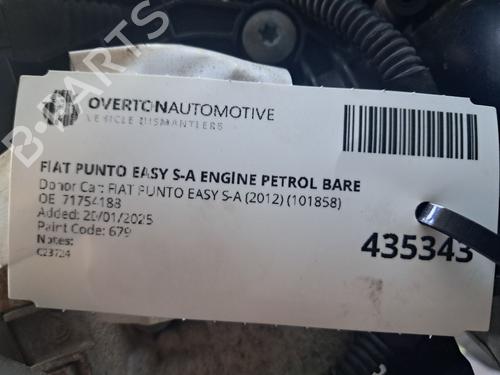 OVERTONAUTOMOTIVE
VEHICLE DISMANTLERS
FIAT PUNTO EASY S-A ENGINE PETROL BARE
Donor Car: FIAT PUNTO EASY S-A (2012) (101858)
OE 71754188
Added: 20/01/2025
Paint Code: 679
Notes:
C23724
435343
B-PARTS